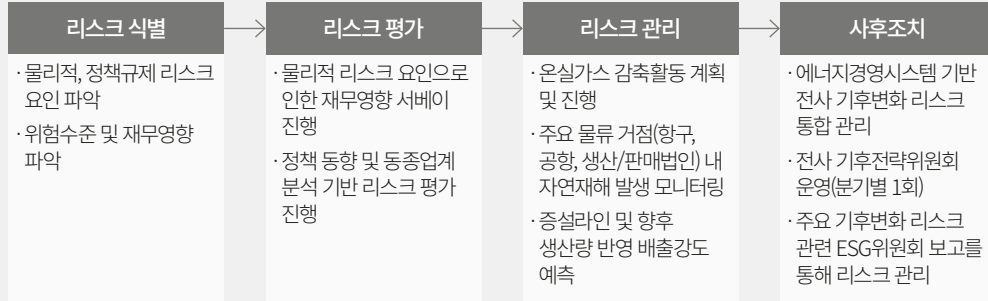 리스크 식별
· 물리적, 정책규제 리스크
요인 파악
· 위험수준 및 재무영향
파악
리스크 평가
· 물리적 리스크 요인으로
인한 재무영향 서베이
진행
· 정책 동향 및 동종업계
분석 기반 리스크 평가
진행
리스크 관리
· 온실가스 감축활동 계획
및 진행
· 주요 물류 거점(항구,
공항, 생산/판매법인) 내
자연재해 발생 모니터링
· 증설라인 및 향후
생산량 반영 배출강도
예측
사후조치
· 에너지경영시스템 기반
전사 기후변화 리스크
통합 관리
· 전사 기후전략위원회
운영(분기별 1회)
· 주요 기후변화 리스크
관련 ESG위원회 보고를
통해 리스크 관리